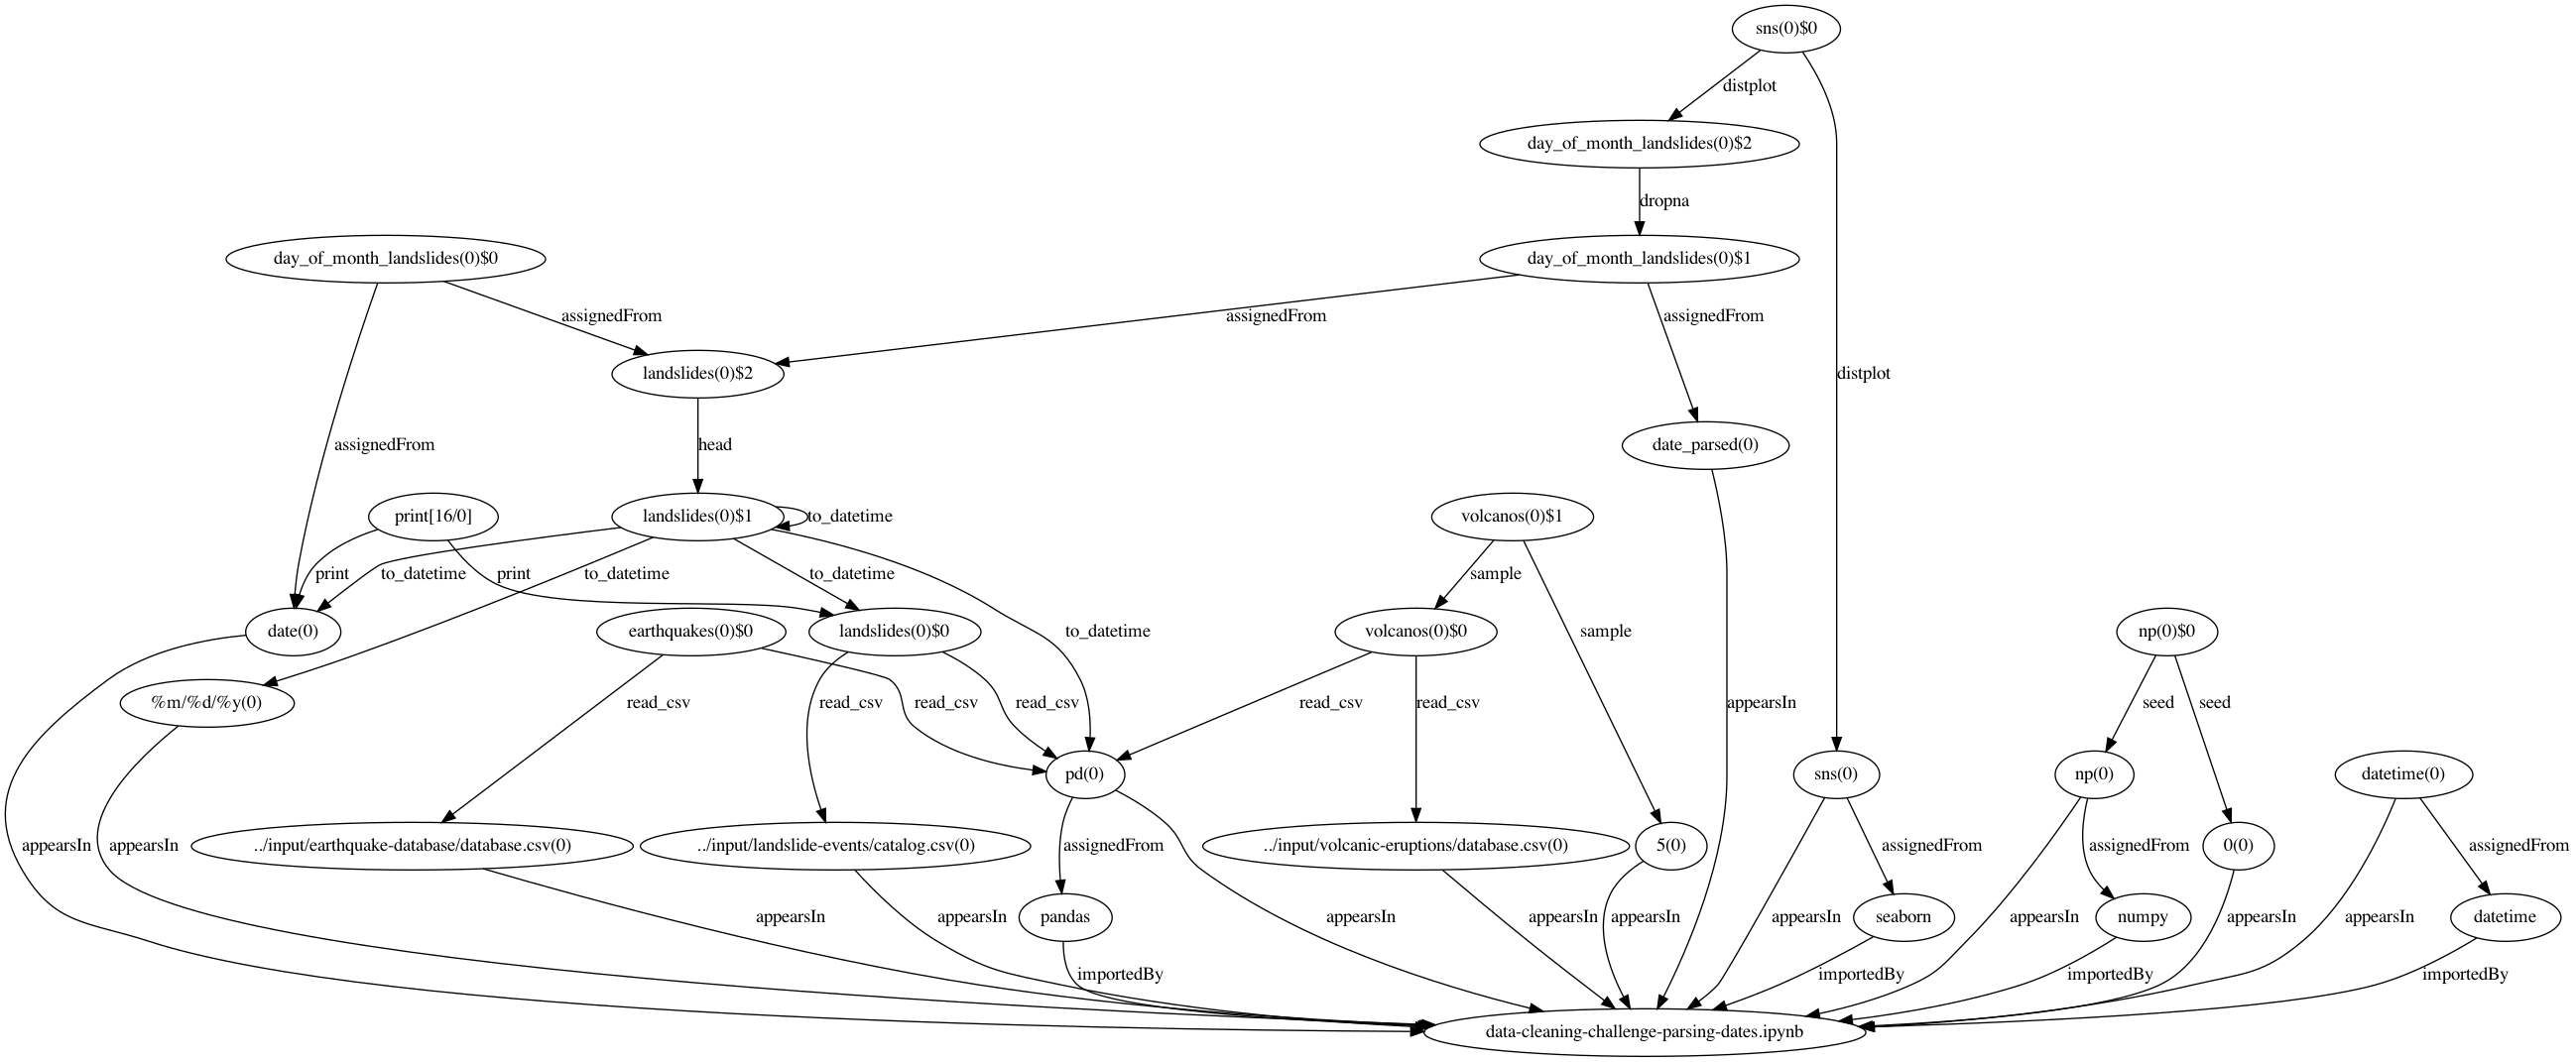 sns(0)$0
distplot
day_of_month_landslides(0)$2
dropna
day_of_month_landslides(0)$0
day_of_month_landslides(0)$1
assignedFrom
assignedFrom
assignedFrom
landslides(0)$2
distplot
assignedFrom
head
date_parsed(0)
print[16/0]
landslides(0)$1
to_datetime
volcanos(0)$1
print
to_datetime
print
to_datetime
to_datetime
sample
date(0)
earthquakes(0)$0
landslides(0)$0
to_datetime
volcanos(0)$0
sample
np(0)$0
%m/%d/%y(0)
read_csv
read_csv
read_csv
read_csv
read_csv
read_csv
appearsIn
seed
seed
pd(0)
sns(0)
np(0)
datetime(0)
appearsIn
appearsIn
../input/earthquake-database/database.csv(0)
../input/landslide-events/catalog.csv(0)
assignedFrom
../input/volcanic-eruptions/database.csv(0)
5(0)
assignedFrom
assignedFrom
0(0)
assignedFrom
appearsIn
appearsIn
pandas
appearsIn
appearsIn
appearsIn
appearsIn
seaborn
appearsIn
numpy
appearsIn
appearsIn
datetime
importedBy
importedBy
importedBy
importedBy
data-cleaning-challenge-parsing-dates.ipynb